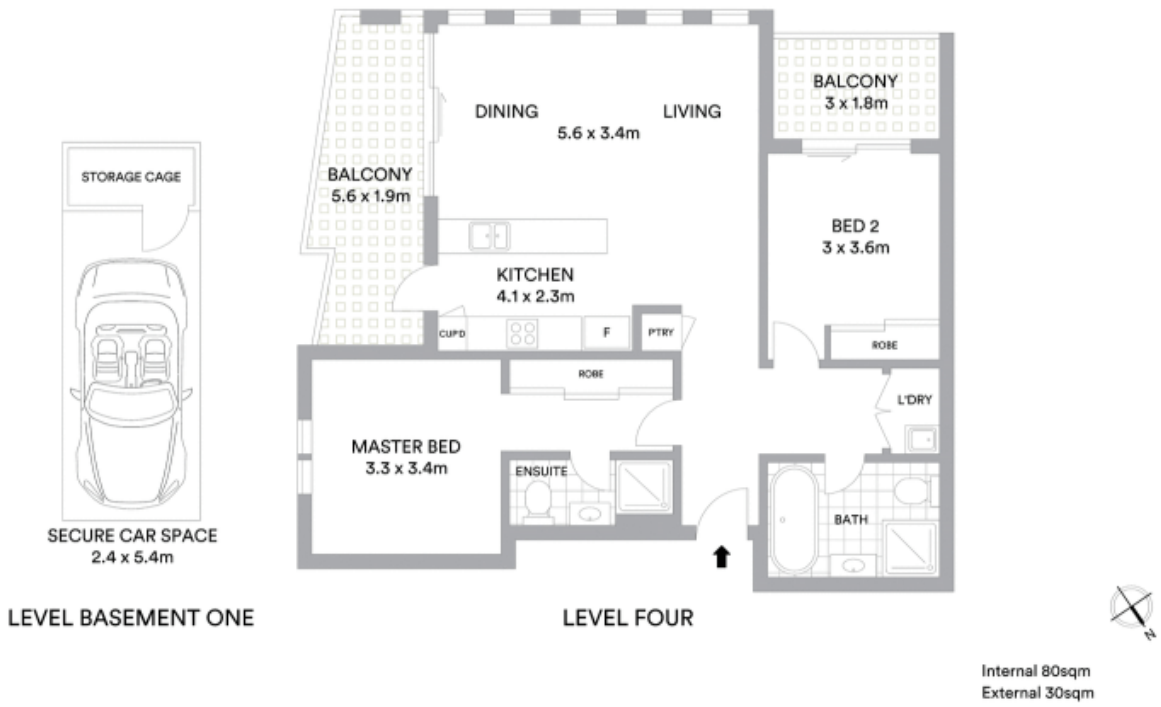 STORAGE CAGE
SECURE CAR SPACE
2.4 x 5.4m
LEVEL BASEMENT ONE
BALCONY
5.6 x 1.9m
DINING
LIVING
5.6 x 3.4m
BALCONY
3 x 1.8m
BED 2
3 x 3.6m
ROBE
KITCHEN
4.1 x 2.3m
CUP'D
F
PTRY
ROBE
MASTER BED
3.3 x 3.4m
ENSUITE
L'DRY
BATH
LEVEL FOUR
N
Internal 80sqm
External 30sqm